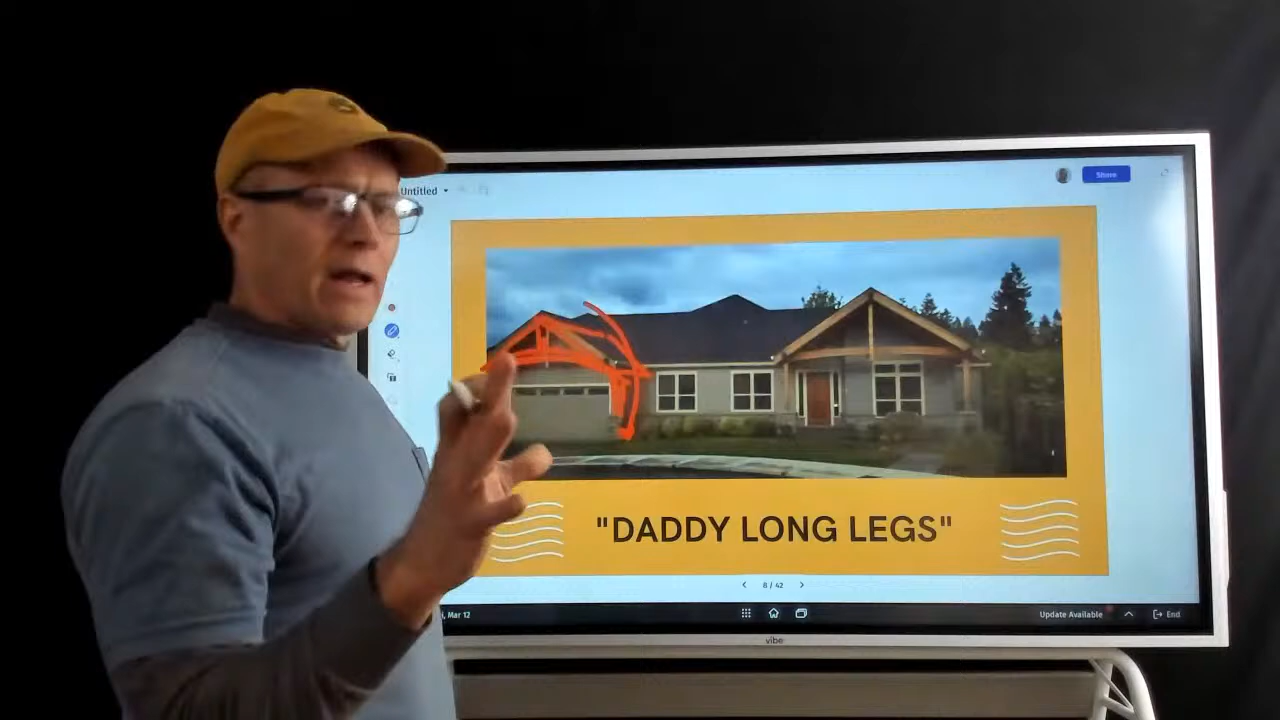 Untitled
Share
"DADDY LONG LEGS"
8 / 42
Mar 12
Update Available
End
vibe